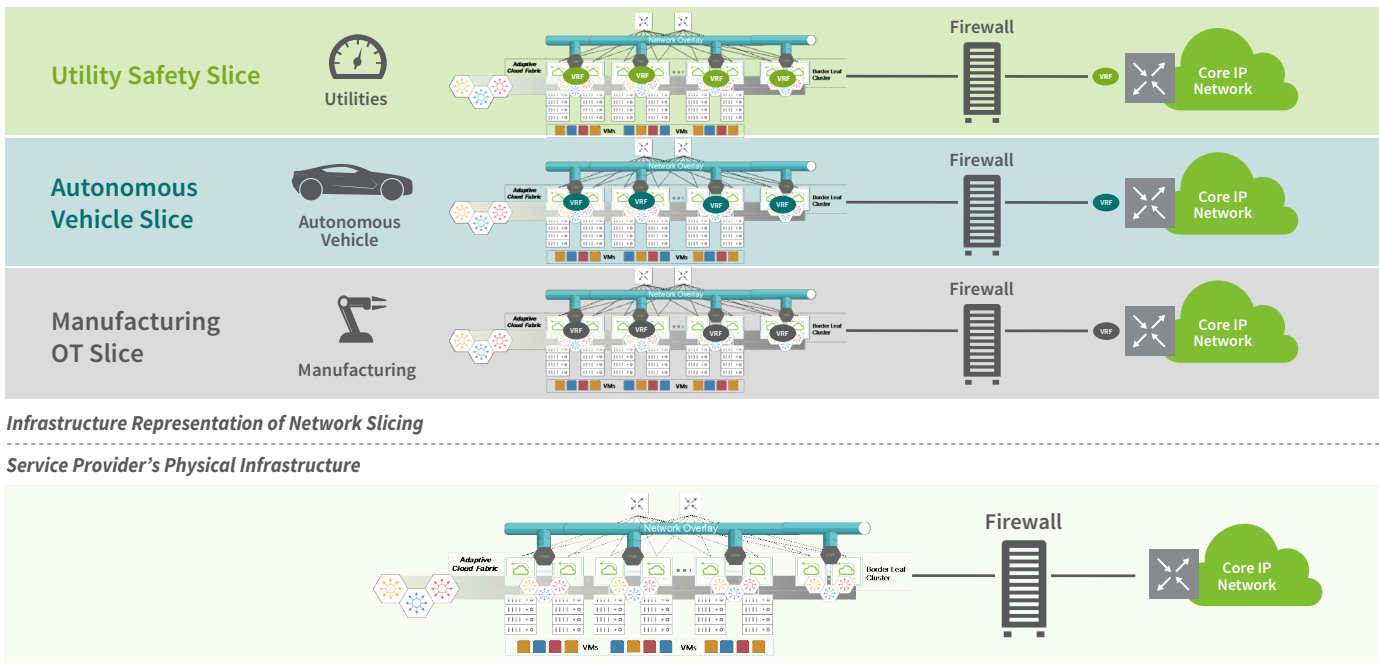 Utility Safety Slice
Utilities
Network Overlay
Adaptive
Cloud Fabric
VRF
VRF
VRF
VRF
Border Leaf
Cluster
VMs
VMs
Firewall
VRF
Core IP
Network
Autonomous
Vehicle Slice
Autonomous
Vehicle
Network Overlay
Adaptive
Cloud Fabric
VRF
VRF
VRF
VRF
Border Leaf
Cluster
VMs
VMs
Firewall
VRF
Core IP
Network
Manufacturing
OT Slice
Manufacturing
Network Overlay
Adaptive
Cloud Fabric
VRF
VRF
VRF
VRF
Border Leaf
Cluster
VMs
VMs
Firewall
VRF
Core IP
Network
Infrastructure Representation of Network Slicing
Service Provider’s Physical Infrastructure
Network Overlay
Adaptive
Cloud Fabric
Border Leaf
Cluster
VMs
VMs
Firewall
Core IP
Network